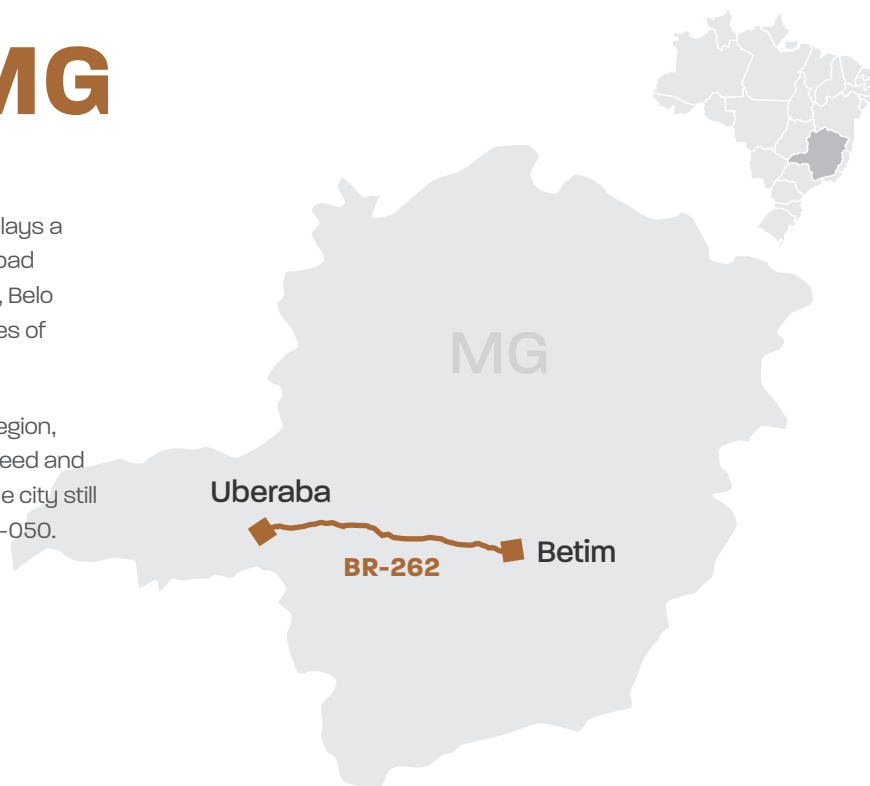 MG
lays a
oad
, Belo
es of
egion,
eed and
e city still
-050.
MG
Uberaba
Betim
BR-262